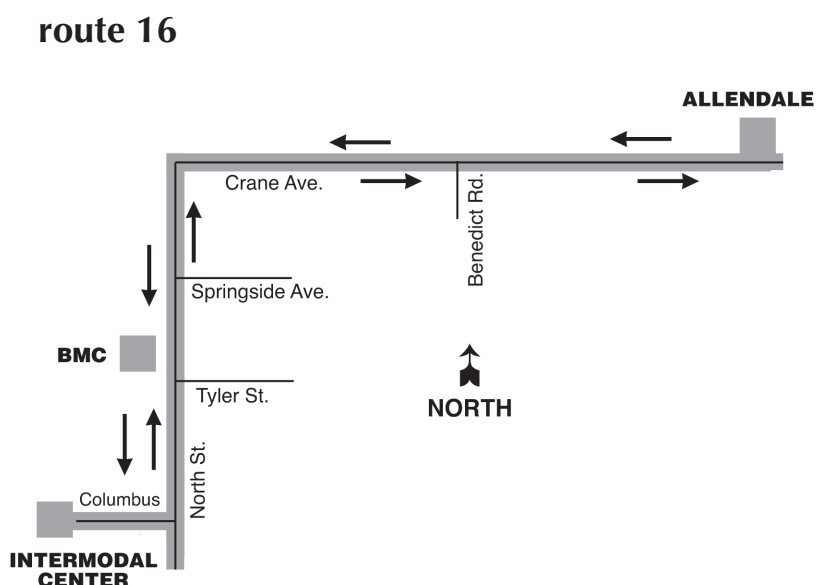 route 16
ALLENDALE
Crane Ave.
Benedict Rd.
Springside Ave.
BMC
Tyler St.
NORTH
North St.
Columbus
INTERMODAL
CENTER